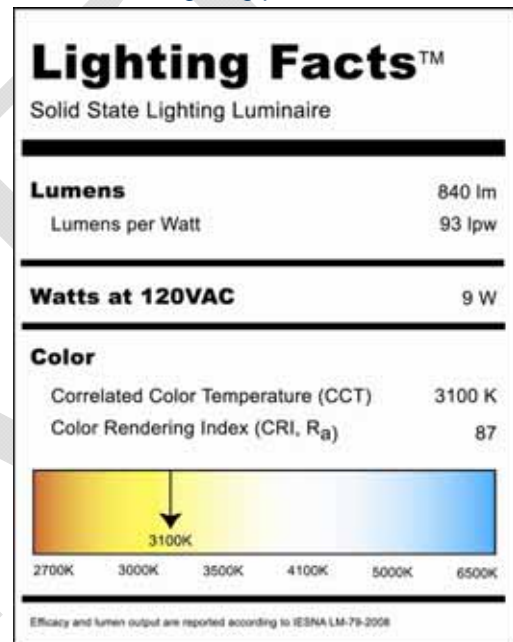 Lighting Facts™
Solid State Lighting Luminaire
Lumens 840 lm
Lumens per Watt 93 lpw
Watts at 120VAC 9 W
Color
Correlated Color Temperature (CCT) 3100 K
Color Rendering Index (CRI, Ra) 87
3100K
2700K 3000K 3500K 4100K 5000K 6500K
Efficacy and lumen output are reported according to IESNA LM-79-2008